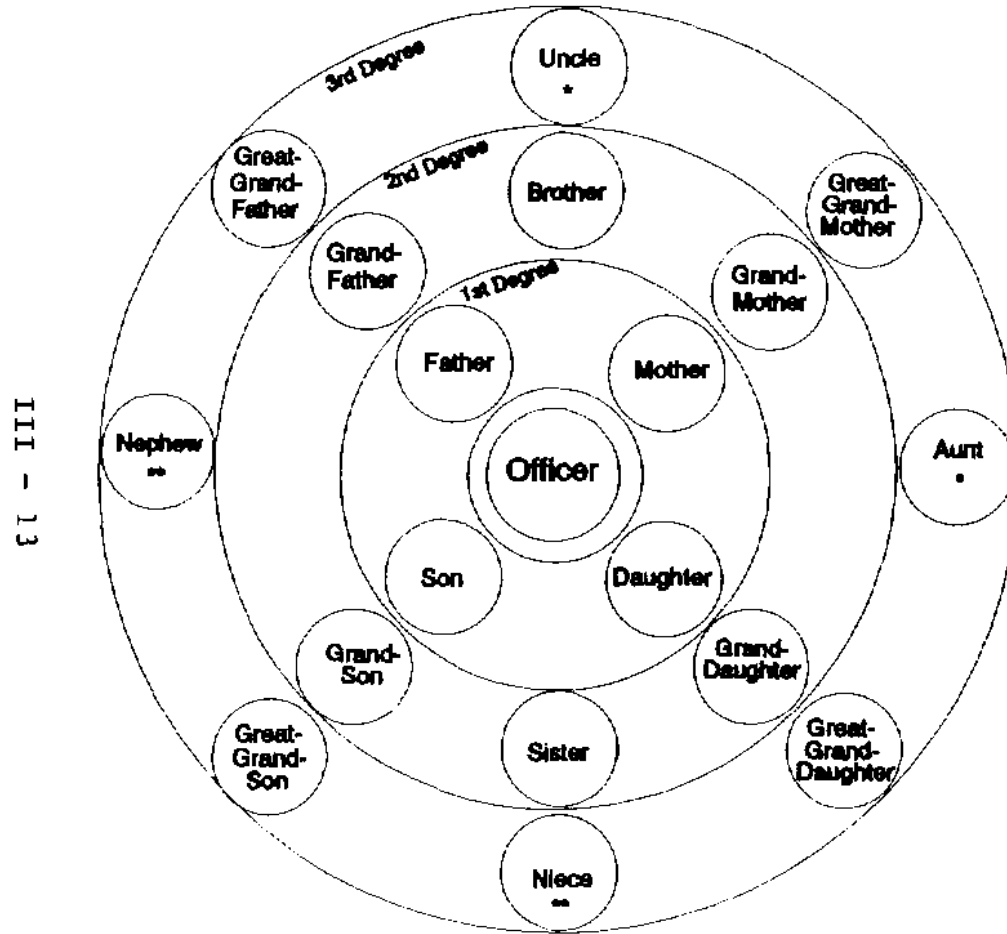 3rd Degree
Uncle
*
Great-
Grand-
Father
2nd Degree
Brother
Great-
Grand-
Mother
Grand-
Father
Grand-
Mother
1st Degree
Father
Mother
Nephew
**
Officer
Aunt
*
Son
Daughter
Grand-
Son
Grand-
Daughter
Great-
Grand-
Son
Sister
Great-
Grand-
Daughter
Niece
**
III - 13